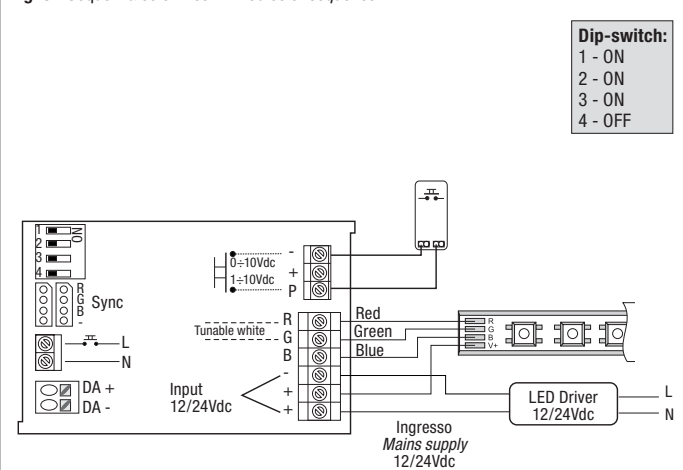 Dip-switch:
1 - ON
2 - ON
3 - ON
4 - OFF
1
2
3
4
ON
R
G
B
-
Sync
L
N
DA +
DA -
0÷10Vdc
1÷10Vdc
-
+
P
Tunable white
R
G
B
-
+
+
Input
12/24Vdc
Red
Green
Blue
R
G
B
V+
LED Driver
12/24Vdc
L
N
Ingresso
Mains supply
12/24Vdc